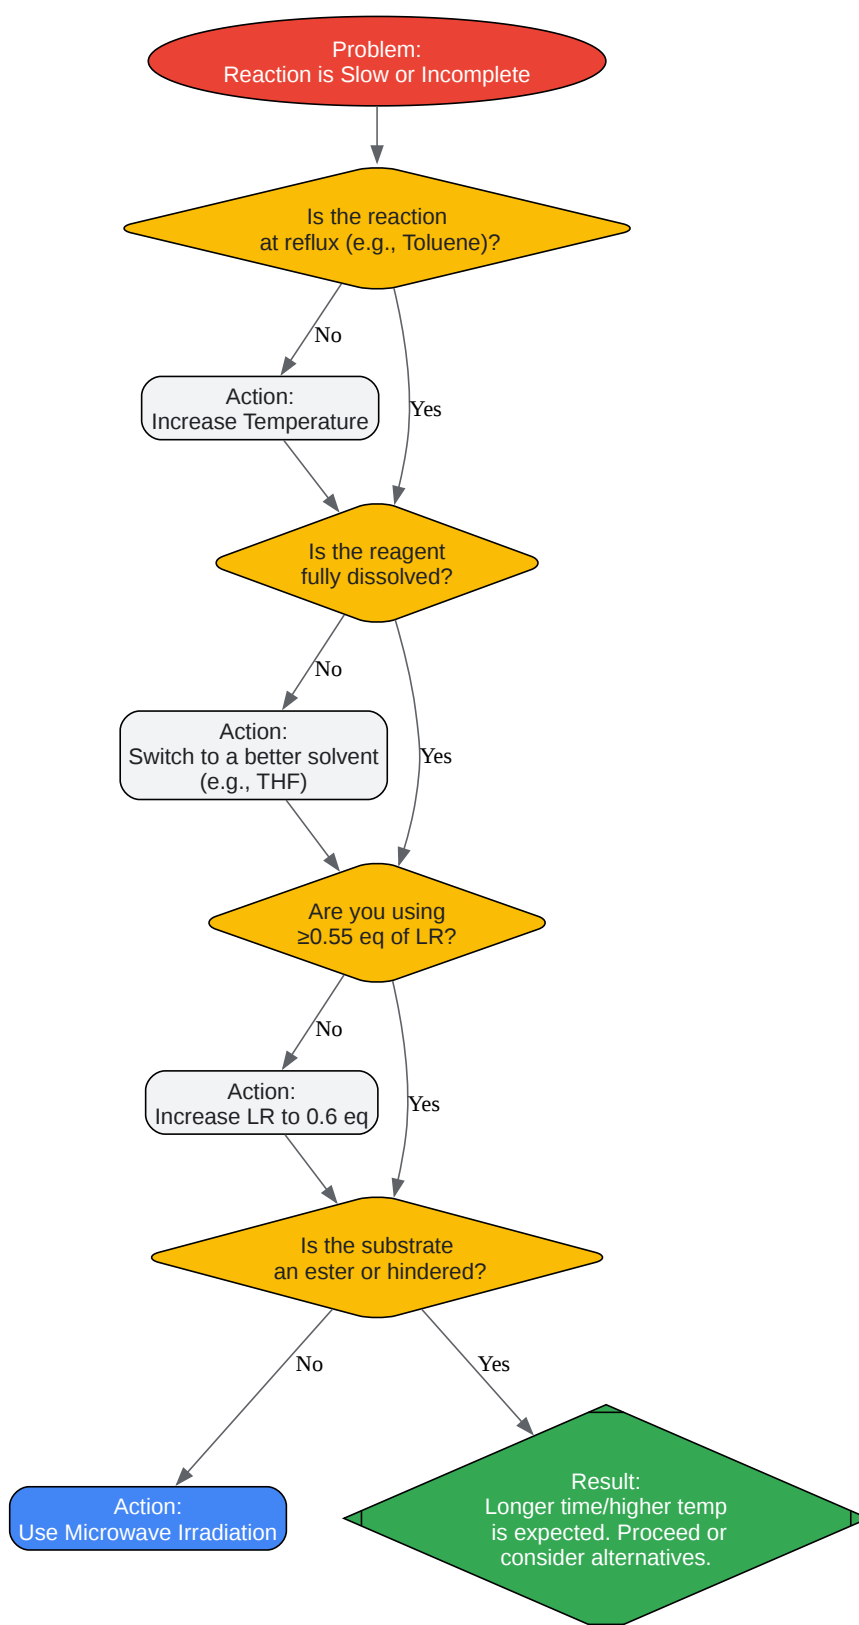 Problem:
Reaction is Slow or Incomplete
Is the reaction
at reflux (e.g., Toluene)?
No
Action:
Increase Temperature
Yes
Is the reagent
fully dissolved?
No
Action:
Switch to a better solvent
(e.g., THF)
Yes
Are you using
≥0.55 eq of LR?
No
Action:
Increase LR to 0.6 eq
Yes
Is the substrate
an ester or hindered?
No
Yes
Action:
Use Microwave Irradiation
Result:
Longer time/higher temp
is expected. Proceed or
consider alternatives.